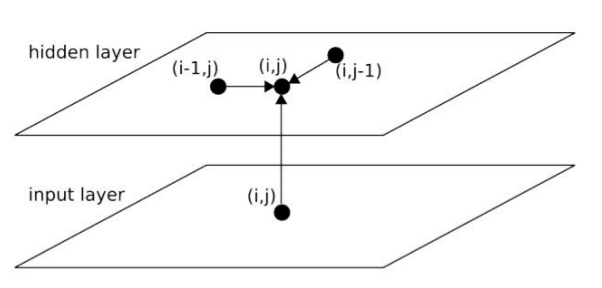 hidden layer
(i-1,j)
(i,j)
(i,j-1)
input layer
(i,j)